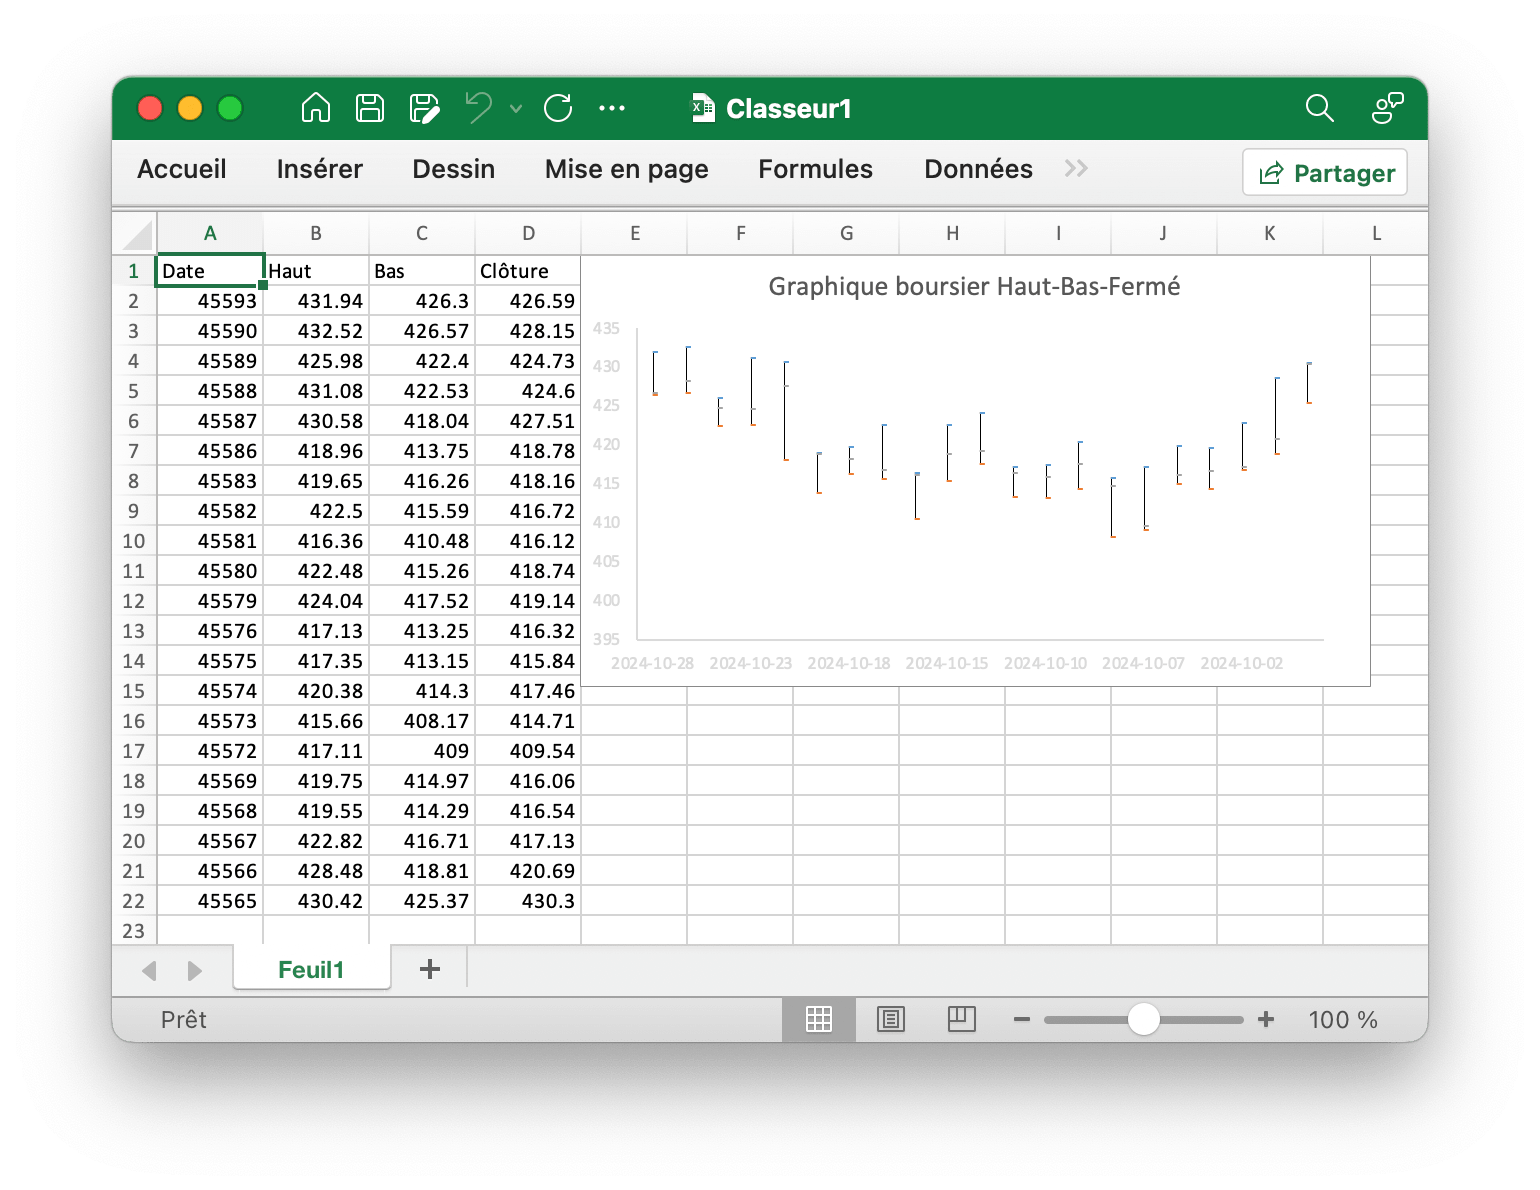 Classeur1
Accueil Insérer Dessin Mise en page Formules Données Partager
A B C D E F G H I J K L
1 Date Haut Bas Clôture
2 45593 431.94 426.3 426.59
3 45590 432.52 426.57 428.15
4 45589 425.98 422.4 424.73
5 45588 431.08 422.53 424.6
6 45587 430.58 418.04 427.51
7 45586 418.96 413.75 418.78
8 45583 419.65 416.26 418.16
9 45582 422.5 415.59 416.72
10 45581 416.36 410.48 416.12
11 45580 422.48 415.26 418.74
12 45579 424.04 417.52 419.14
13 45576 417.13 413.25 416.32
14 45575 417.35 413.15 415.84
15 45574 420.38 414.3 417.46
16 45573 415.66 408.17 414.71
17 45572 417.11 409 409.54
18 45569 419.75 414.97 416.06
19 45568 419.55 414.29 416.54
20 45567 422.82 416.71 417.13
21 45566 428.48 418.81 420.69
22 45565 430.42 425.37 430.3
23
Graphique boursier Haut-Bas-Fermé
435
430
425
420
415
410
405
400
395
2024-10-28 2024-10-23 2024-10-18 2024-10-15 2024-10-10 2024-10-07 2024-10-02
Feuil1
Prêt 100 %